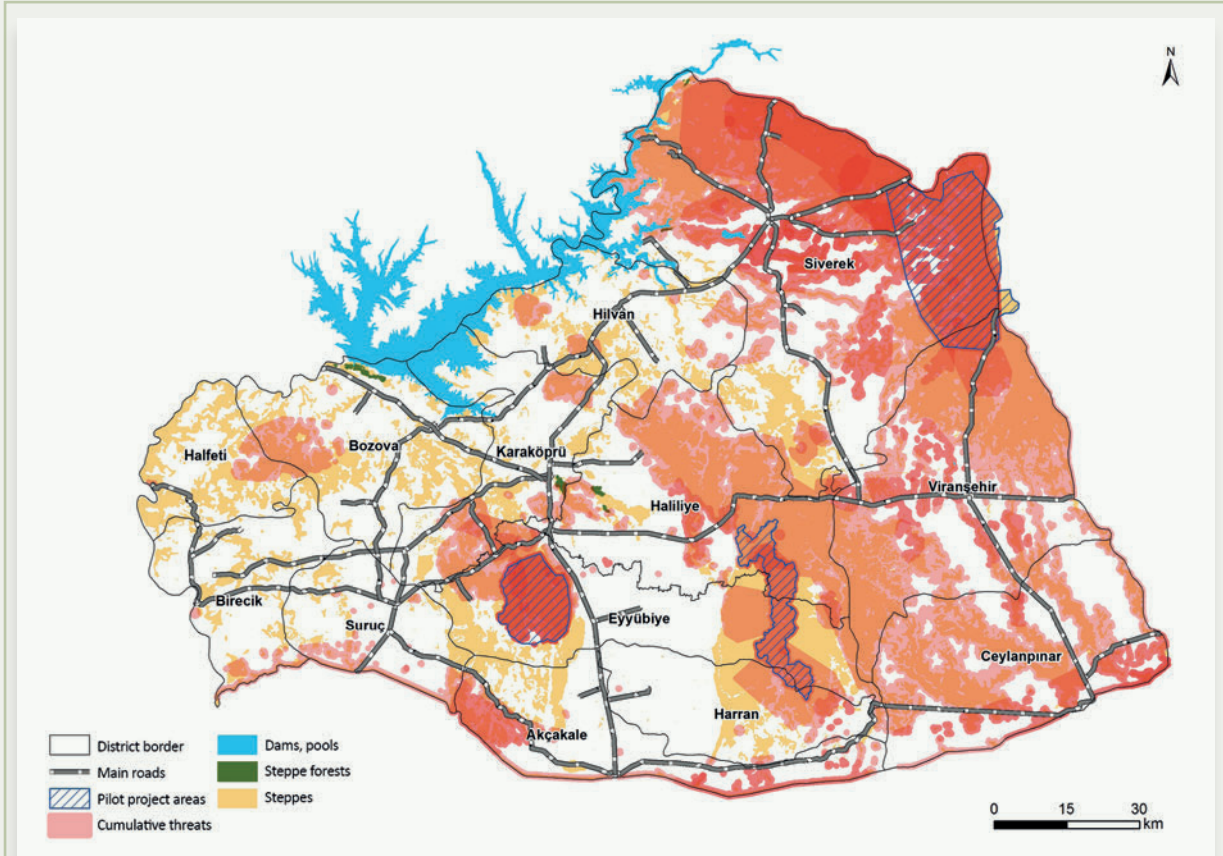 N
Siverek
Hilvan
Halfeti
Bozova
Karaköprü
Haliliye
Viranşehir
Birecik
Suruç
Eyyübiye
Ceylanpınar
Harran
Akçakale
District border
Main roads
Pilot project areas
Cumulative threats
Dams, pools
Steppe forests
Steppes
0 15 30
km